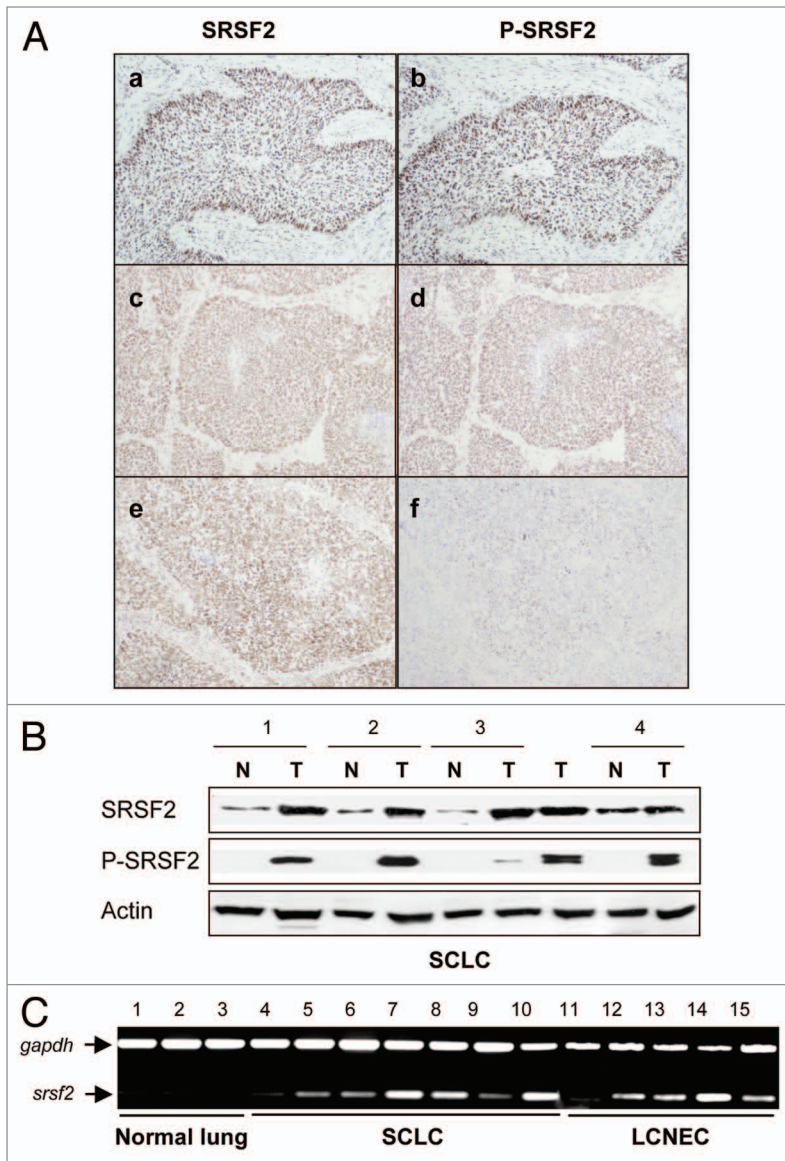 A
SRSF2 P-SRSF2
a b
c d
e f
B
1 2 3 4
N T N T N T T N T
SRSF2
P-SRSF2
Actin
SCLC
C
1 2 3 4 5 6 7 8 9 10 11 12 13 14 15
gapdh
srsf2
Normal lung SCLC LCNEC